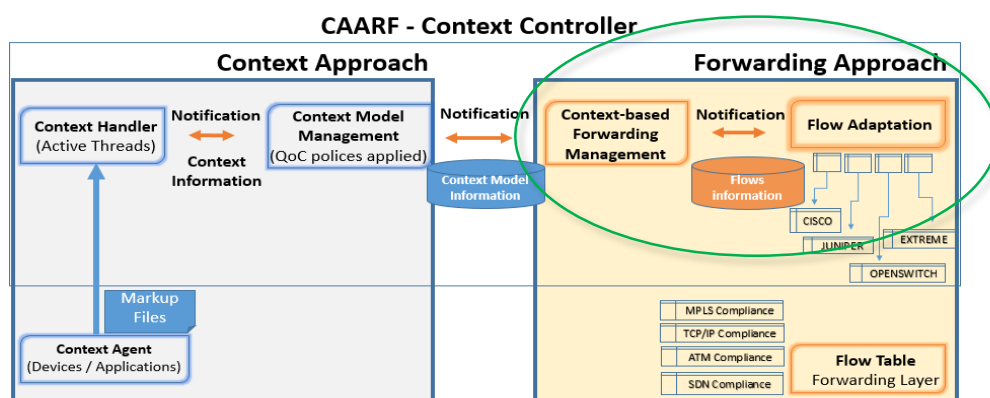 CAARF - Context Controller
Context Approach
Forwarding Approach
Context Handler
(Active Threads)
Notification
Context
Information
Context Model
Management
(QoC polices applied)
Notification
Context Model
Information
Context-based
Forwarding
Management
Notification
Flows
information
Flow Adaptation
CISCO
JUNIPER
EXTREME
OPENSWITCH
Markup
Files
Context Agent
(Devices / Applications)
MPLS Compliance
TCP/IP Compliance
ATM Compliance
SDN Compliance
Flow Table
Forwarding Layer